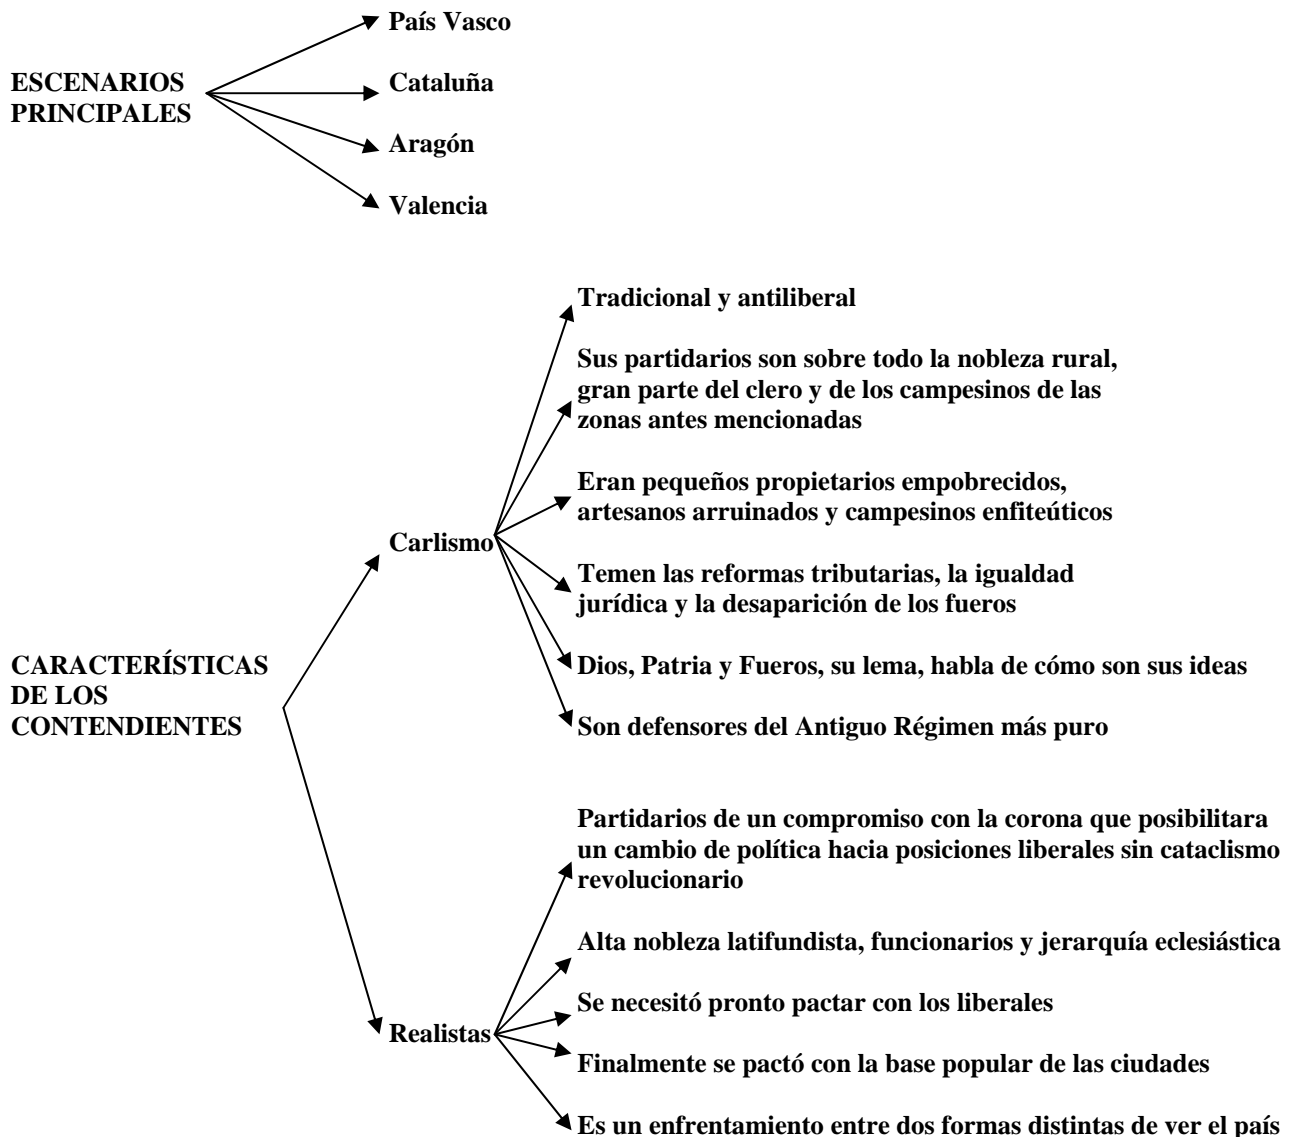 País Vasco
ESCENARIOS
PRINCIPALES
Cataluña
Aragón
Valencia
Tradicional y antiliberal
Sus partidarios son sobre todo la nobleza rural,
gran parte del clero y de los campesinos de las
zonas antes mencionadas
Eran pequeños propietarios empobrecidos,
artesanos arruinados y campesinos enfiteúticos
Carlismo
Temen las reformas tributarias, la igualdad
jurídica y la desaparición de los fueros
CARACTERÍSTICAS
DE LOS
CONTENDIENTES
Dios, Patria y Fueros, su lema, habla de cómo son sus ideas
Son defensores del Antiguo Régimen más puro
Partidarios de un compromiso con la corona que posibilitara
un cambio de política hacia posiciones liberales sin cataclismo
revolucionario
Alta nobleza latifundista, funcionarios y jerarquía eclesiástica
Se necesitó pronto pactar con los liberales
Realistas
Finalmente se pactó con la base popular de las ciudades
Es un enfrentamiento entre dos formas distintas de ver el país